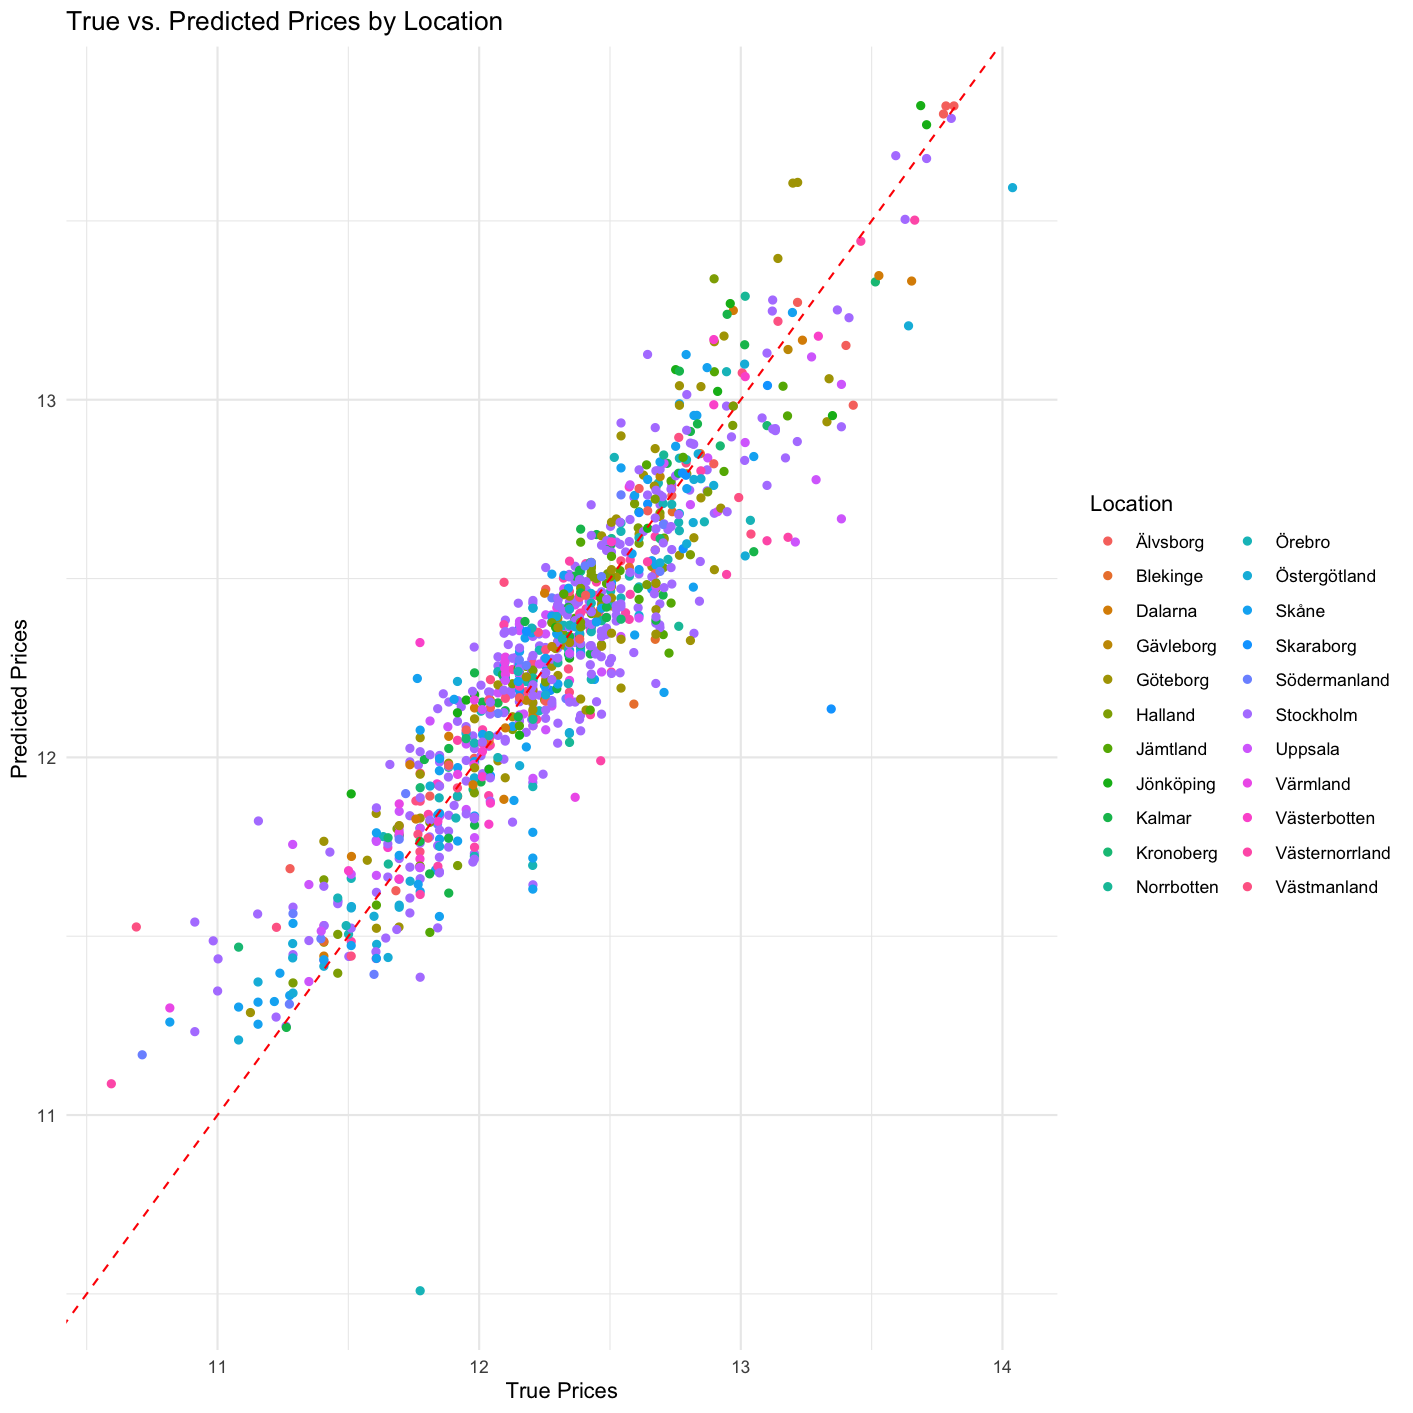 True vs. Predicted Prices by Location
Predicted Prices
13
12
11
11
12
13
14
True Prices
Location
Älvsborg
Blekinge
Dalarna
Gävleborg
Göteborg
Halland
Jämtland
Jönköping
Kalmar
Kronoberg
Norrbotten
Örebro
Östergötland
Skåne
Skaraborg
Södermanland
Stockholm
Uppsala
Värmland
Västerbotten
Västernorrland
Västmanland